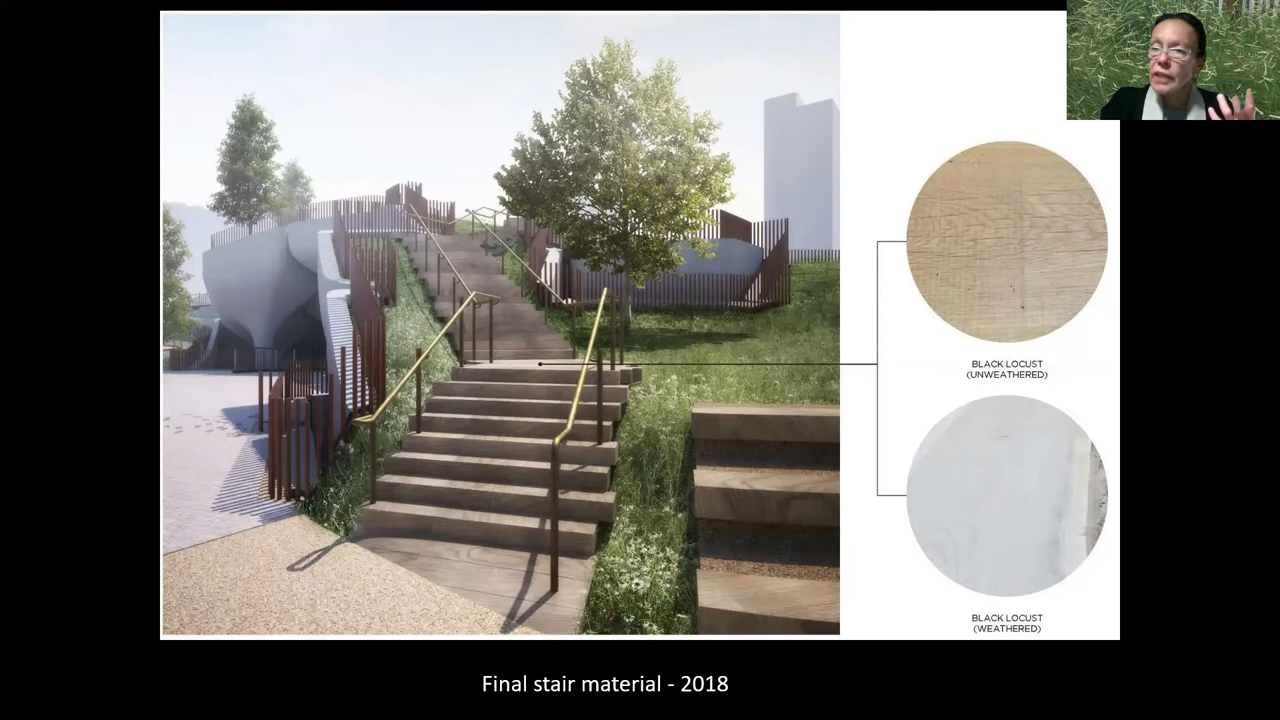 BLACK LOCUST
(UNWEATHERED)
BLACK LOCUST
(WEATHERED)
Final stair material - 2018